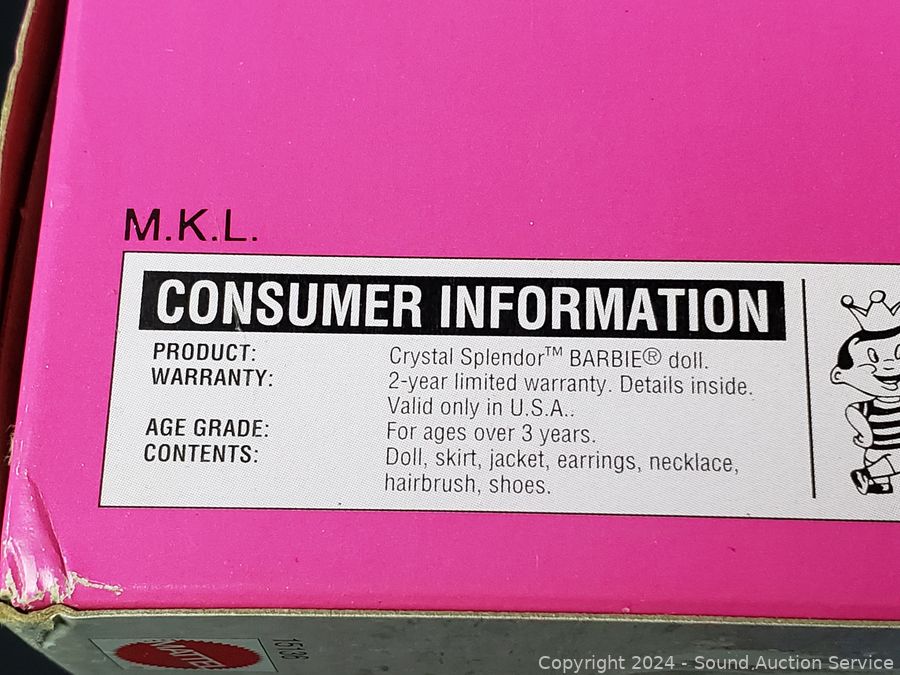 M.K.L.
CONSUMER INFORMATION
PRODUCT: Crystal Splendor™ BARBIE® doll.
WARRANTY: 2-year limited warranty. Details inside.
Valid only in U.S.A..
AGE GRADE: For ages over 3 years.
CONTENTS: Doll, skirt, jacket, earrings, necklace,
hairbrush, shoes.
MATTEL
Copyright 2024 - Sound Auction Service